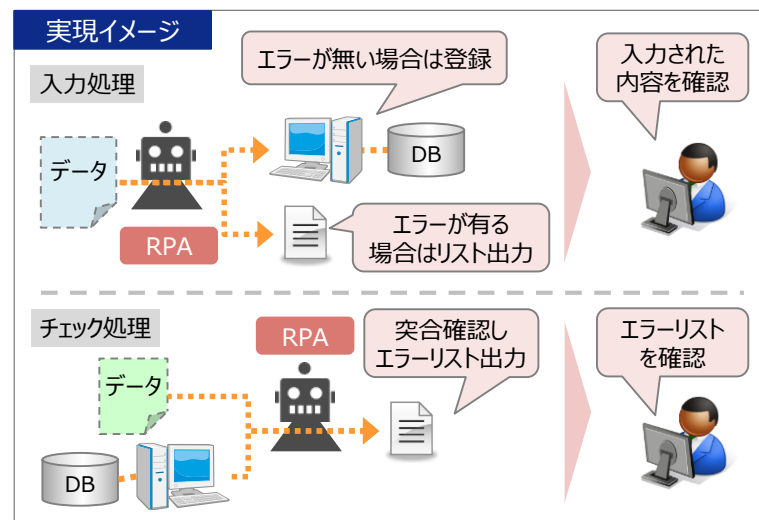 実現イメージ
入力処理
エラーが無い場合は登録
入力された
内容を確認
データ
DB
RPA
エラーが有る
場合はリスト出力
チェック処理
RPA
突合確認し
エラーリスト出力
エラーリスト
を確認
データ
DB